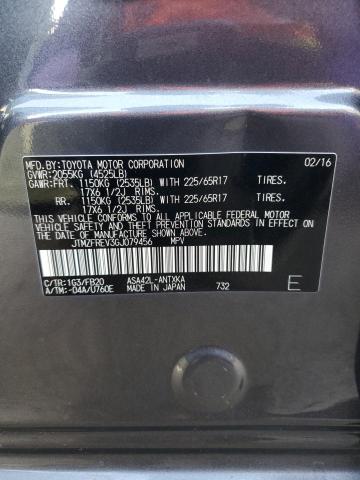 MFD.BY:TOYOTA MOTOR CORPORATION 02/16
GVWR:2055KG (4525LB)
GAWR:FRT. 1150KG (2535LB) WITH 225/65R17 TIRES.
17X6 1/2J RIMS.
RR. 1150KG (2535LB) WITH 225/65R17 TIRES.
17X6 1/2J RIMS.
THIS VEHICLE CONFORMS TO ALL APPLICABLE FEDERAL MOTOR
VEHICLE SAFETY STANDARDS IN EFFECT ON THE DATE OF
MANUFACTURE SHOWN ABOVE.
JTMZFREV3GJ079456 MPV
C/TR:1G3/FB20 ASA42L-ANTXKA
A/TM:-04A/U760E MADE IN JAPAN 732 E